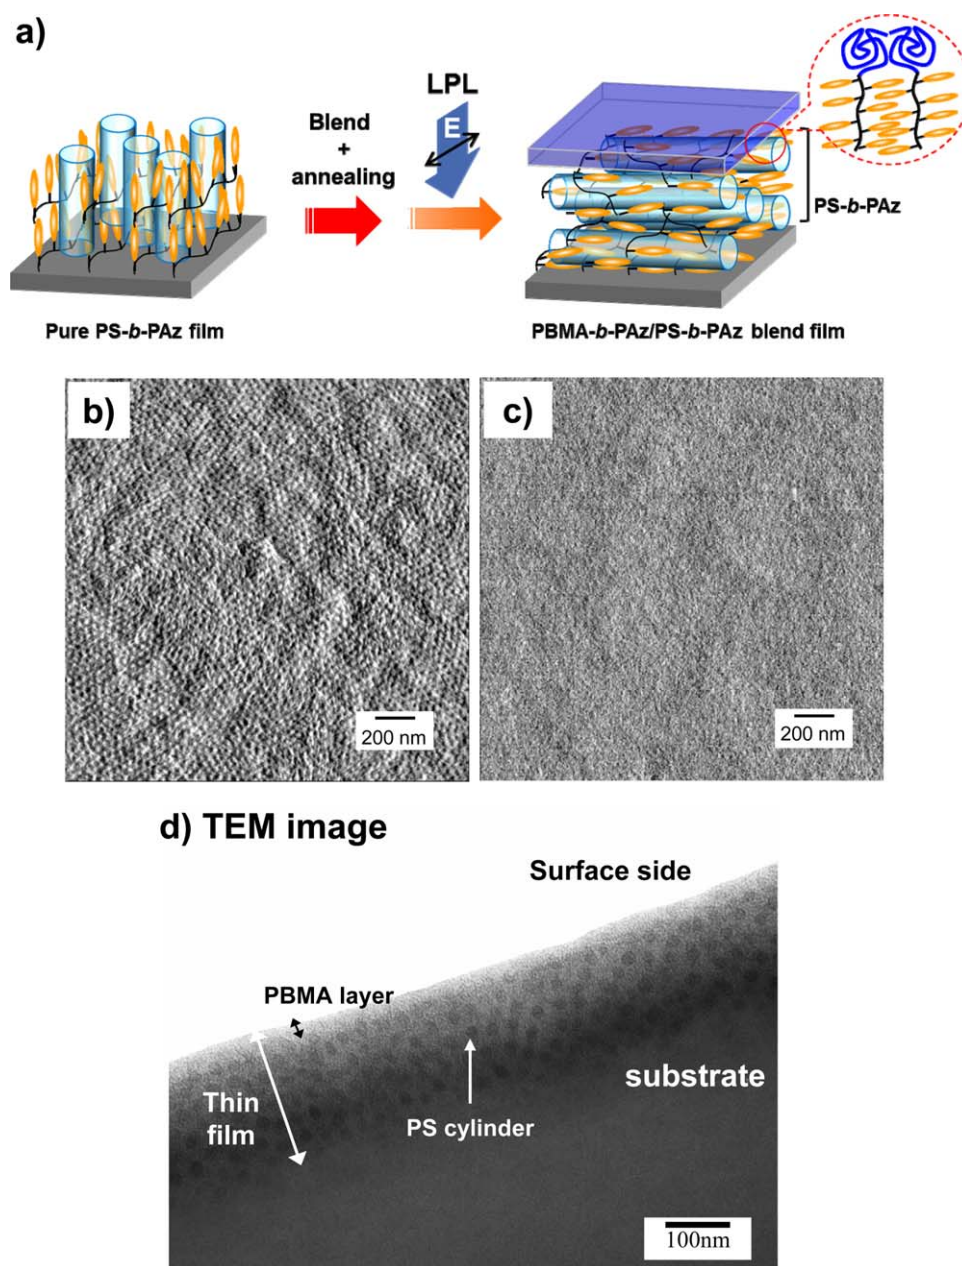 a)
Blend
+
annealing
LPL
E
PS-b-PAz
Pure PS-b-PAz film
PBMA-b-PAz/PS-b-PAz blend film
b)
200 nm
c)
200 nm
d) TEM image
Surface side
PBMA layer
Thin
film
PS cylinder
substrate
100nm